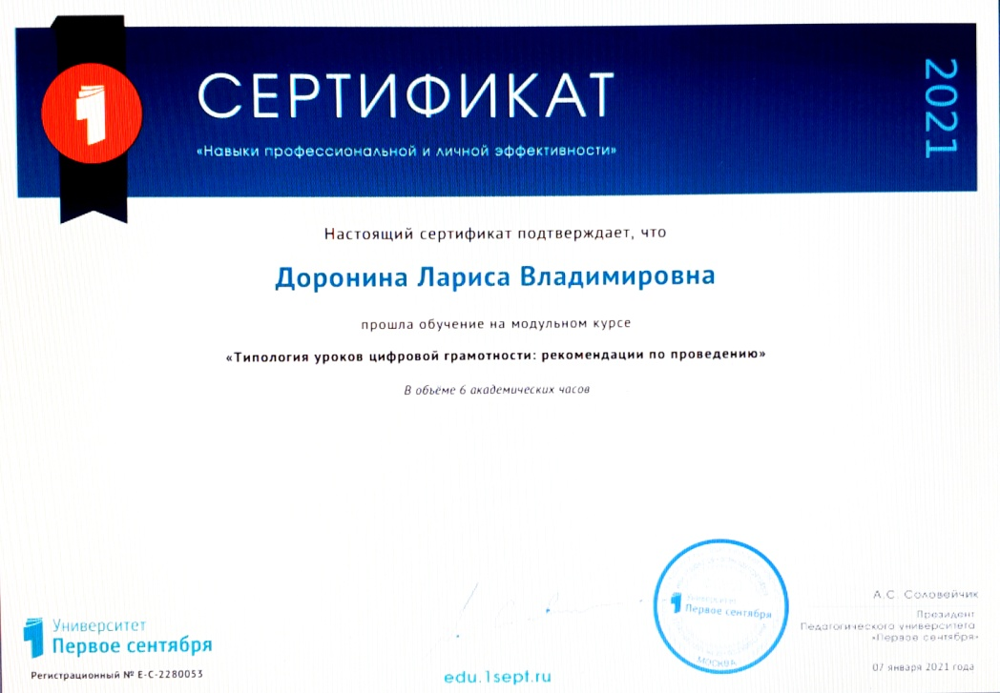 СЕРТИФИКАТ
«Навыки профессиональной и личной эффективности»
2021
Настоящий сертификат подтверждает, что
Доронина Лариса Владимировна
прошла обучение на модульном курсе
«Типология уроков цифровой грамотности: рекомендации по проведению»
В объёме 6 академических часов
Университет
Первое сентября
Регистрационный № E-C-2280053
edu.1sept.ru
Университет
Первое сентября
МОСКВА
А.С. Соловейчик
Президент
Педагогического университета
«Первое сентября»
07 января 2021 года